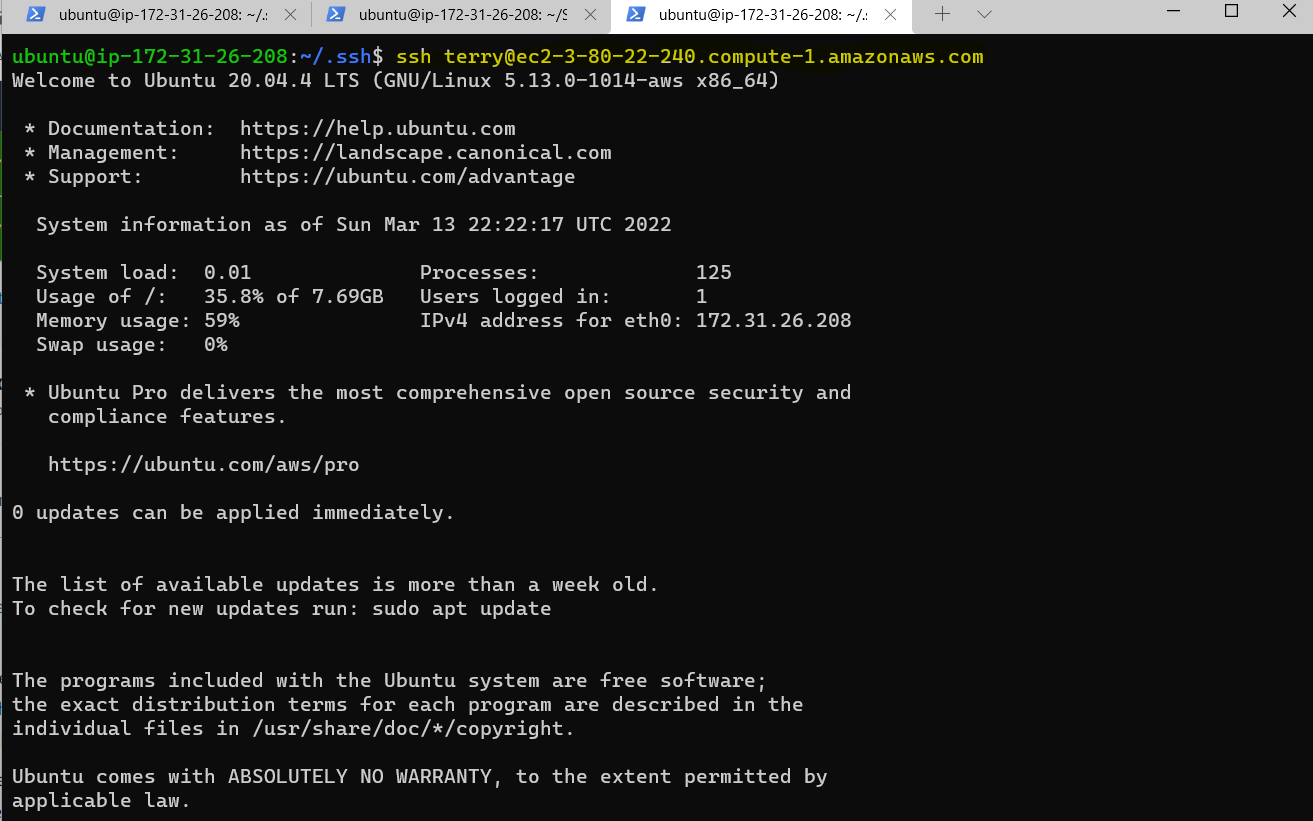 ubuntu@ip-172-31-26-208: ~/.s
ubuntu@ip-172-31-26-208: ~/S
ubuntu@ip-172-31-26-208: ~/.s
ubuntu@ip-172-31-26-208:~/.ssh$ ssh terry@ec2-3-80-22-240.compute-1.amazonaws.com
Welcome to Ubuntu 20.04.4 LTS (GNU/Linux 5.13.0-1014-aws x86_64)
* Documentation: https://help.ubuntu.com
* Management: https://landscape.canonical.com
* Support: https://ubuntu.com/advantage
System information as of Sun Mar 13 22:22:17 UTC 2022
System load: 0.01 Processes: 125
Usage of /: 35.8% of 7.69GB Users logged in: 1
Memory usage: 59% IPv4 address for eth0: 172.31.26.208
Swap usage: 0%
* Ubuntu Pro delivers the most comprehensive open source security and
compliance features.
https://ubuntu.com/aws/pro
0 updates can be applied immediately.
The list of available updates is more than a week old.
To check for new updates run: sudo apt update
The programs included with the Ubuntu system are free software;
the exact distribution terms for each program are described in the
individual files in /usr/share/doc/*/copyright.
Ubuntu comes with ABSOLUTELY NO WARRANTY, to the extent permitted by
applicable law.